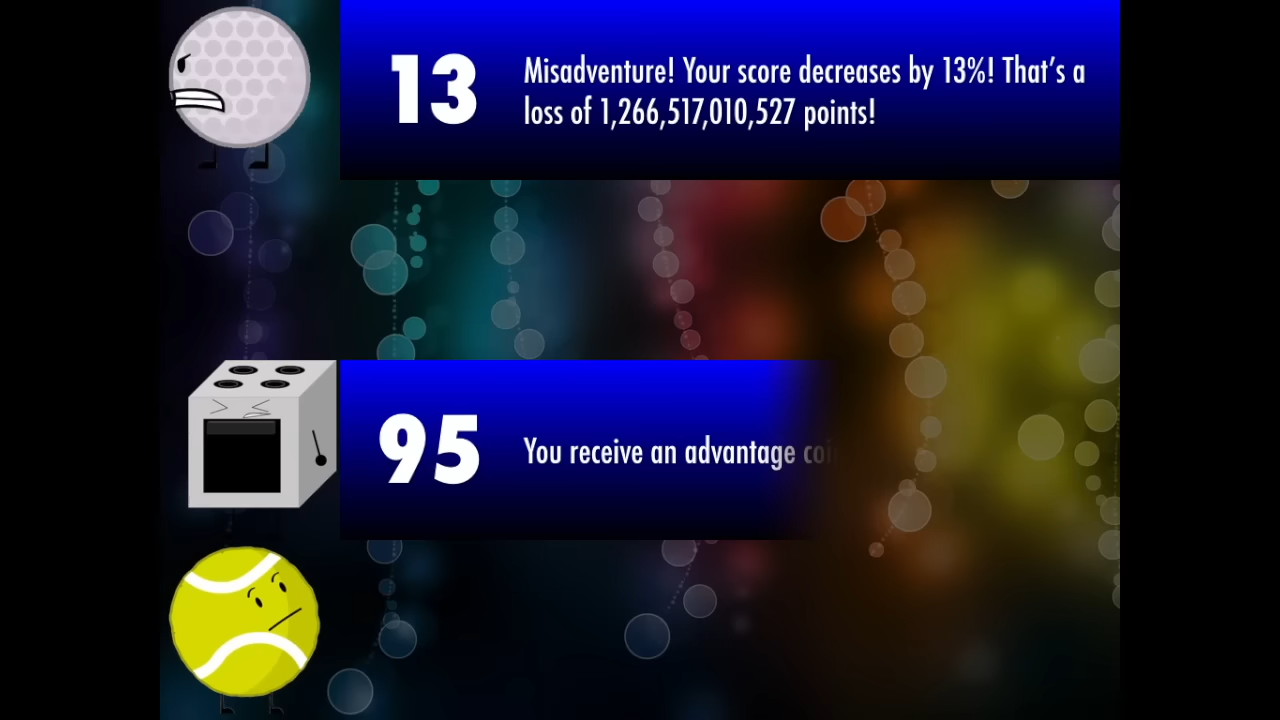 13
Misadventure! Your score decreases by 13%! That's a
loss of 1,266,517,010,527 points!
95
You receive an advantage